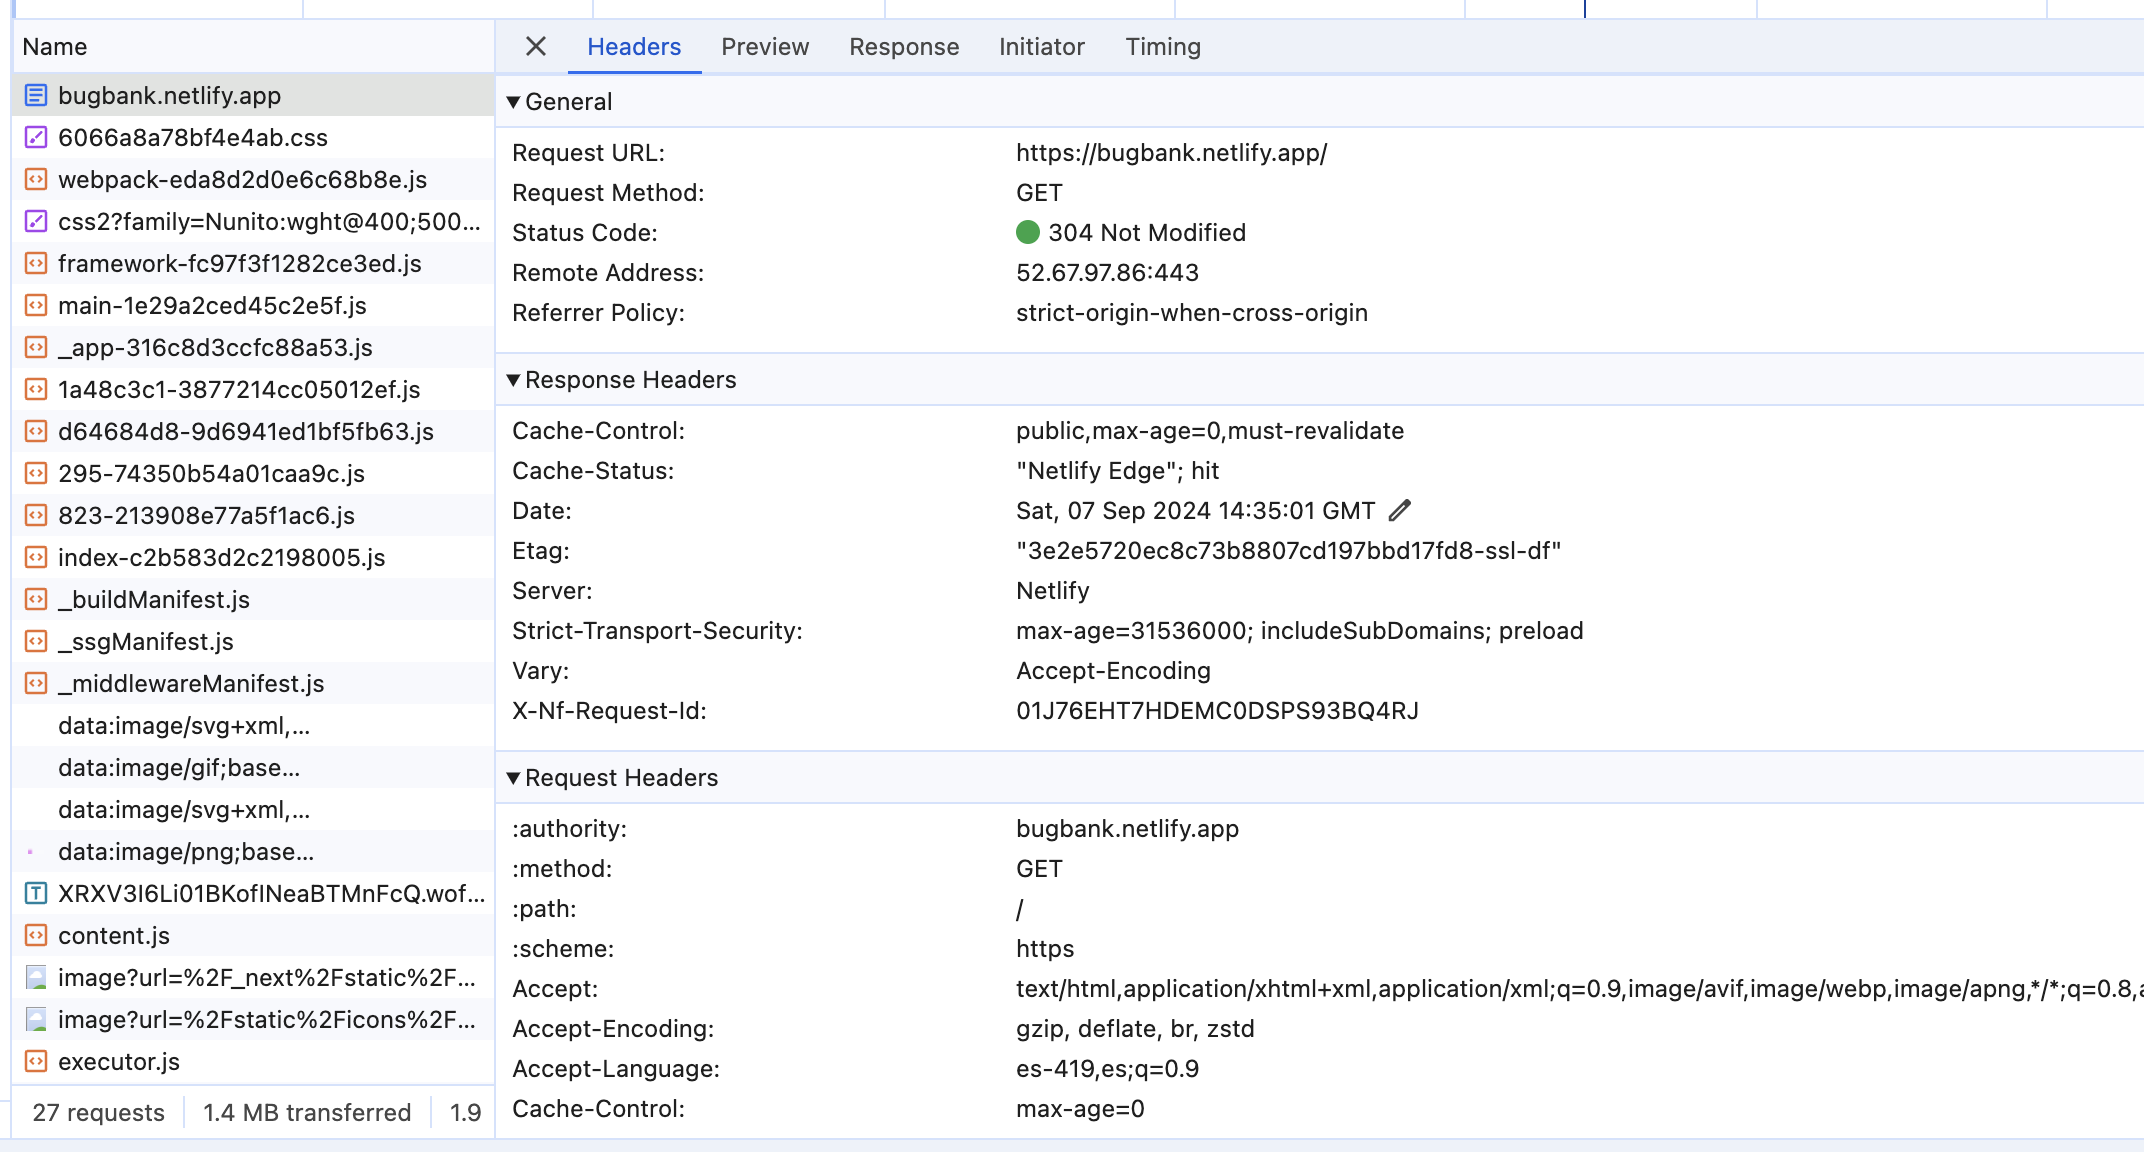 Name
bugbank.netlify.app
6066a8a78bf4e4ab.css
webpack-eda8d2d0e6c68b8e.js
css2?family=Nunito:wght@400;500...
framework-fc97f3f1282ce3ed.js
main-1e29a2ced45c2e5f.js
_app-316c8d3ccfc88a53.js
1a48c3c1-3877214cc05012ef.js
d64684d8-9d6941ed1bf5fb63.js
295-74350b54a01caa9c.js
823-213908e77a5f1ac6.js
index-c2b583d2c2198005.js
_buildManifest.js
_ssgManifest.js
_middlewareManifest.js
data:image/svg+xml,...
data:image/gif;base...
data:image/svg+xml,...
data:image/png;base...
XRXV3I6Li01BKofINeaBTMnFcQ.wof...
content.js
image?url=%2F_next%2Fstatic%2F...
image?url=%2Fstatic%2Ficons%2F...
executor.js
27 requests 1.4 MB transferred 1.9
Headers Preview Response Initiator Timing
General
Request URL: https://bugbank.netlify.app/
Request Method: GET
Status Code: 304 Not Modified
Remote Address: 52.67.97.86:443
Referrer Policy: strict-origin-when-cross-origin
Response Headers
Cache-Control: public,max-age=0,must-revalidate
Cache-Status: "Netlify Edge"; hit
Date: Sat, 07 Sep 2024 14:35:01 GMT
Etag: "3e2e5720ec8c73b8807cd197bbd17fd8-ssl-df"
Server: Netlify
Strict-Transport-Security: max-age=31536000; includeSubDomains; preload
Vary: Accept-Encoding
X-Nf-Request-Id: 01J76EHT7HDEMC0DSPS93BQ4RJ
Request Headers
:authority: bugbank.netlify.app
:method: GET
:path: /
:scheme: https
Accept: text/html,application/xhtml+xml,application/xml;q=0.9,image/avif,image/webp,image/apng,*/*;q=0.8,
Accept-Encoding: gzip, deflate, br, zstd
Accept-Language: es-419,es;q=0.9
Cache-Control: max-age=0